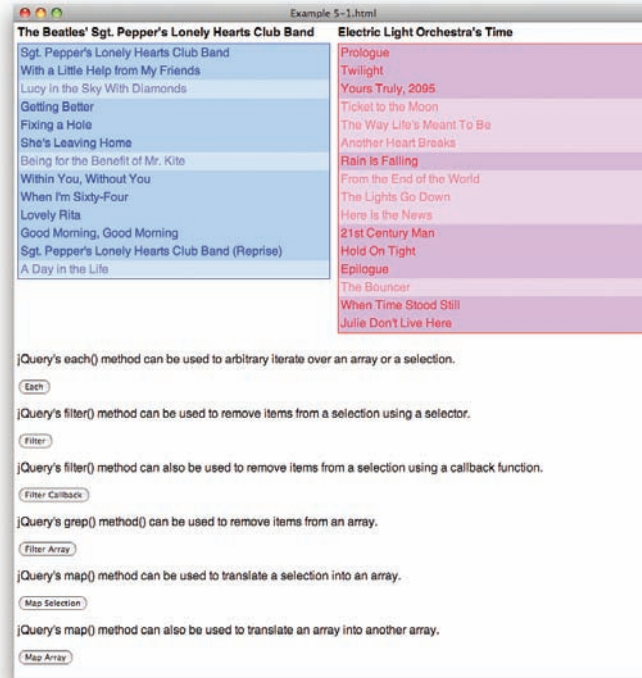 Example 5-1.html
The Beatles' Sgt. Pepper's Lonely Hearts Club Band
Sgt. Pepper's Lonely Hearts Club Band
With a Little Help from My Friends
Lucy in the Sky With Diamonds
Getting Better
Fixing a Hole
She's Leaving Home
Being for the Benefit of Mr. Kite
Within You, Without You
When I'm Sixty-Four
Lovely Rita
Good Morning, Good Morning
Sgt. Pepper's Lonely Hearts Club Band (Reprise)
A Day in the Life
Electric Light Orchestra's Time
Prologue
Twilight
Yours Truly, 2095
Ticket to the Moon
The Way Life's Meant To Be
Another Heart Breaks
Rain Is Falling
From the End of the World
The Lights Go Down
Here Is the News
21st Century Man
Hold On Tight
Epilogue
The Bouncer
When Time Stood Still
Julie Don't Live Here
jQuery's each() method can be used to arbitrary iterate over an array or a selection.
Each
jQuery's filter() method can be used to remove items from a selection using a selector.
Filter
jQuery's filter() method can also be used to remove items from a selection using a callback function.
Filter Callback
jQuery's grep() method() can be used to remove items from an array.
Filter Array
jQuery's map() method can be used to translate a selection into an array.
Map Selection
jQuery's map() method can also be used to translate an array into another array.
Map Array